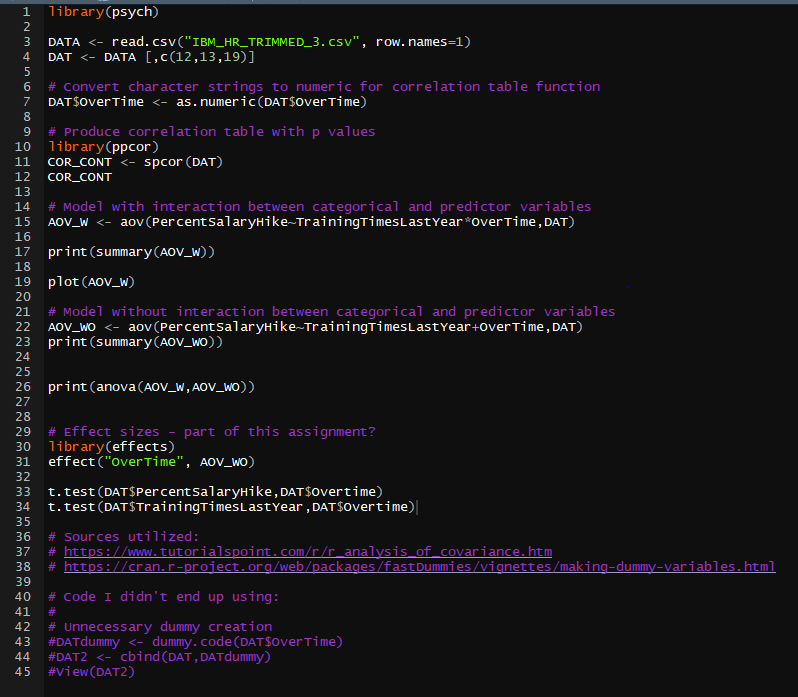 1 library(psych)
2
3 DATA <- read.csv("IBM_HR_TRIMMED_3.csv", row.names=1)
4 DAT <- DATA [,c(12,13,19)]
5
6 # Convert character strings to numeric for correlation table function
7 DAT$OverTime <- as.numeric(DAT$OverTime)
8
9 # Produce correlation table with p values
10 library(ppcor)
11 COR_CONT <- spcor(DAT)
12 COR_CONT
13
14 # Model with interaction between categorical and predictor variables
15 AOV_W <- aov(PercentSalaryHike~TrainingTimesLastYear*OverTime,DAT)
16
17 print(summary(AOV_W))
18
19 plot(AOV_W)
20
21 # Model without interaction between categorical and predictor variables
22 AOV_WO <- aov(PercentSalaryHike~TrainingTimesLastYear+OverTime,DAT)
23 print(summary(AOV_WO))
24
25
26 print(anova(AOV_W,AOV_WO))
27
28
29 # Effect sizes - part of this assignment?
30 library(effects)
31 effect("OverTime", AOV_WO)
32
33 t.test(DAT$PercentSalaryHike,DAT$Overtime)
34 t.test(DAT$TrainingTimesLastYear,DAT$Overtime)
35
36 # Sources utilized:
37 # https://www.tutorialspoint.com/r/r_analysis_of_covariance.htm
38 # https://cran.r-project.org/web/packages/fastDummies/vignettes/making-dummy-variables.html
39
40 # Code I didn't end up using:
41 #
42 # Unnecessary dummy creation
43 #DATdummy <- dummy.code(DAT$OverTime)
44 #DAT2 <- cbind(DAT,DATdummy)
45 #View(DAT2)